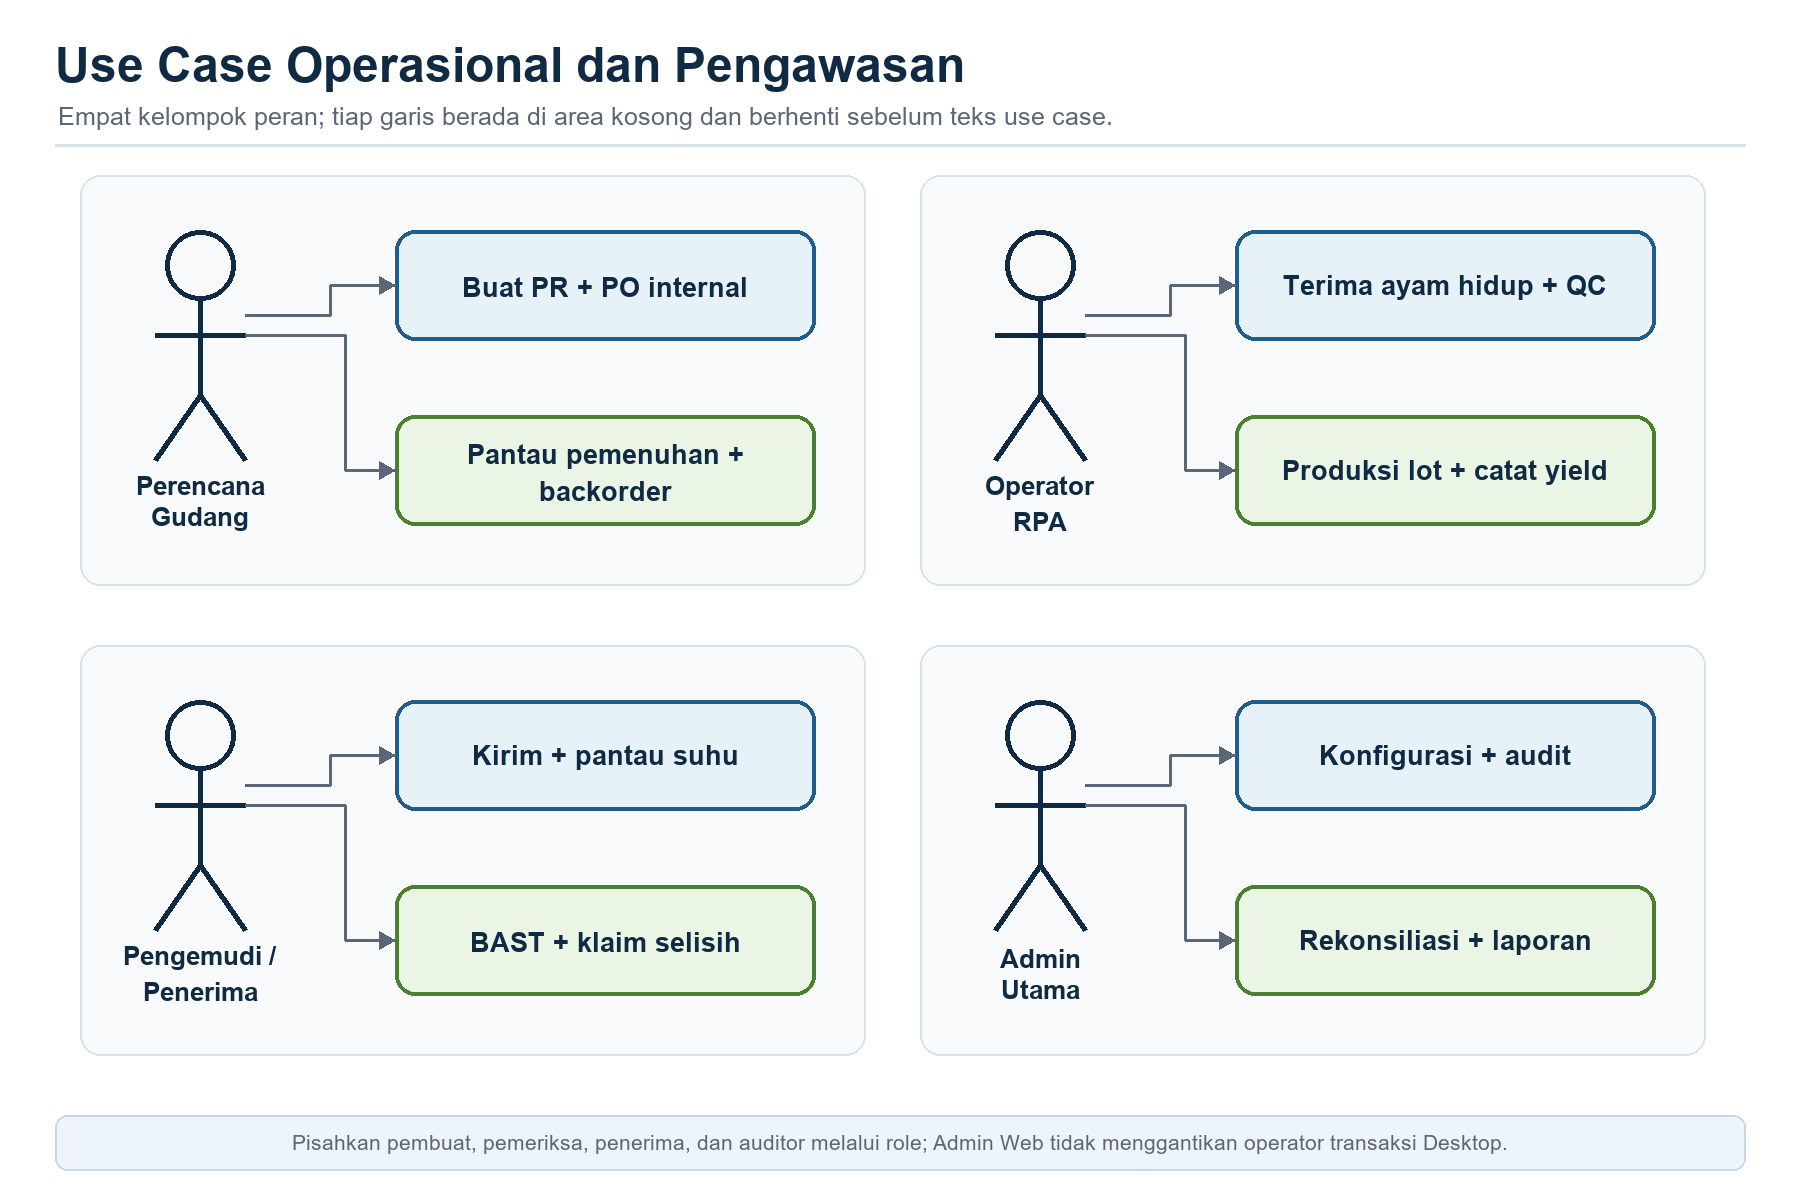 Use Case Operasional dan Pengawasan
Empat kelompok peran; tiap garis berada di area kosong dan berhenti sebelum teks use case.
Buat PR + PO internal
Pantau pemenuhan +
backorder
Perencana
Gudang
Terima ayam hidup + QC
Produksi lot + catat yield
Operator
RPA
Kirim + pantau suhu
BAST + klaim selisih
Pengemudi /
Penerima
Konfigurasi + audit
Rekonsiliasi + laporan
Admin
Utama
Pisahkan pembuat, pemeriksa, penerima, dan auditor melalui role; Admin Web tidak menggantikan operator transaksi Desktop.